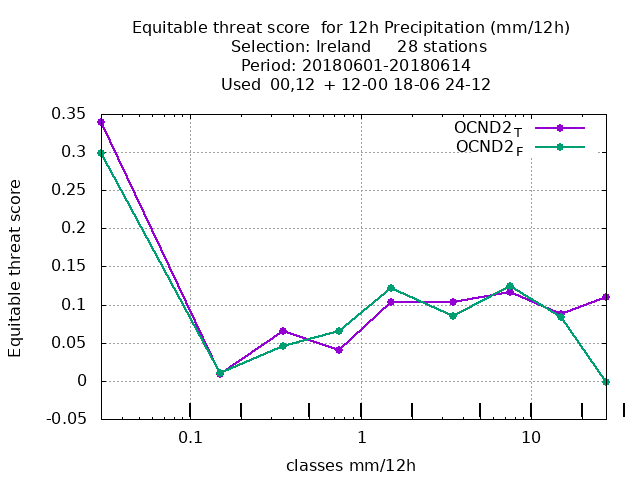 Equitable threat score  for 12h Precipitation (mm/12h)
Selection: Ireland     28 stations
Period: 20180601-20180614
Used  00,12  + 12-00 18-06 24-12
OCND2T
OCND2F
0.35
0.3
0.25
0.2
0.15
0.1
0.05
0
-0.05
Equitable threat score
0.1
1
10
classes mm/12h